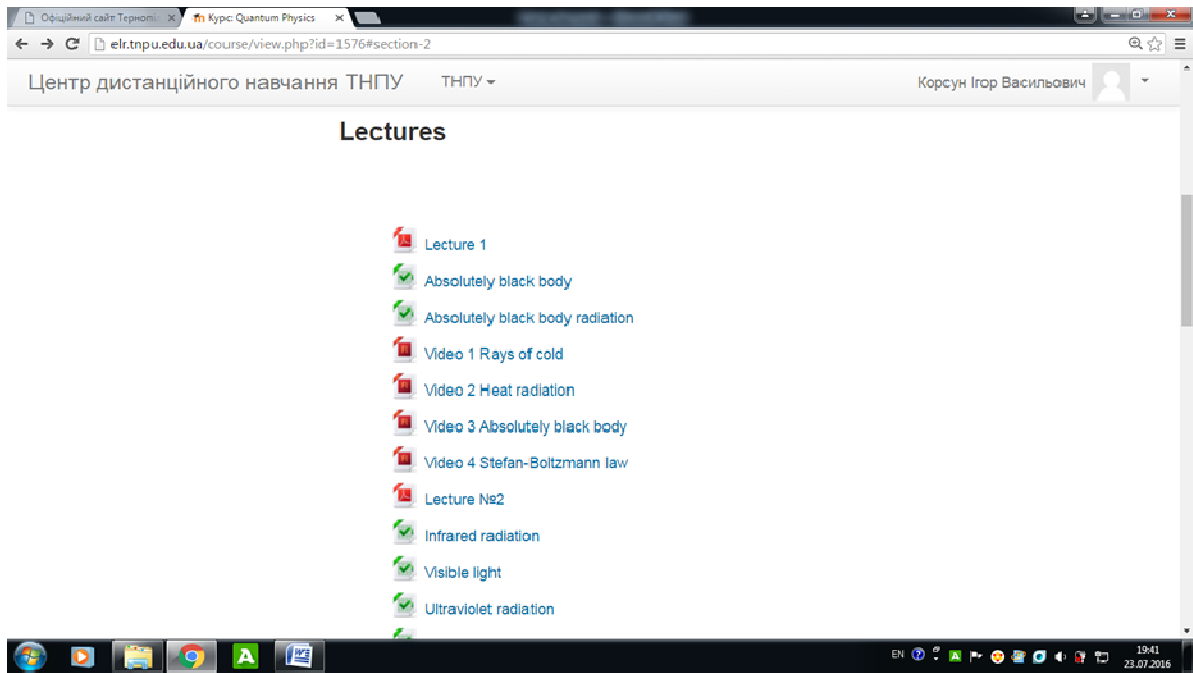 Офіційний сайт Терноп
Курс: Quantum Physics
elr.tnpu.edu.ua/course/view.php?id=1576#section-2
Центр дистанційного навчання ТНПУ ТНПУ Корсун Ігор Васильович
Lectures
Lecture 1
Absolutely black body
Absolutely black body radiation
Video 1 Rays of cold
Video 2 Heat radiation
Video 3 Absolutely black body
Video 4 Stefan-Boltzmann law
Lecture №2
Infrared radiation
Visible light
Ultraviolet radiation
EN 19:41
23.07.2016